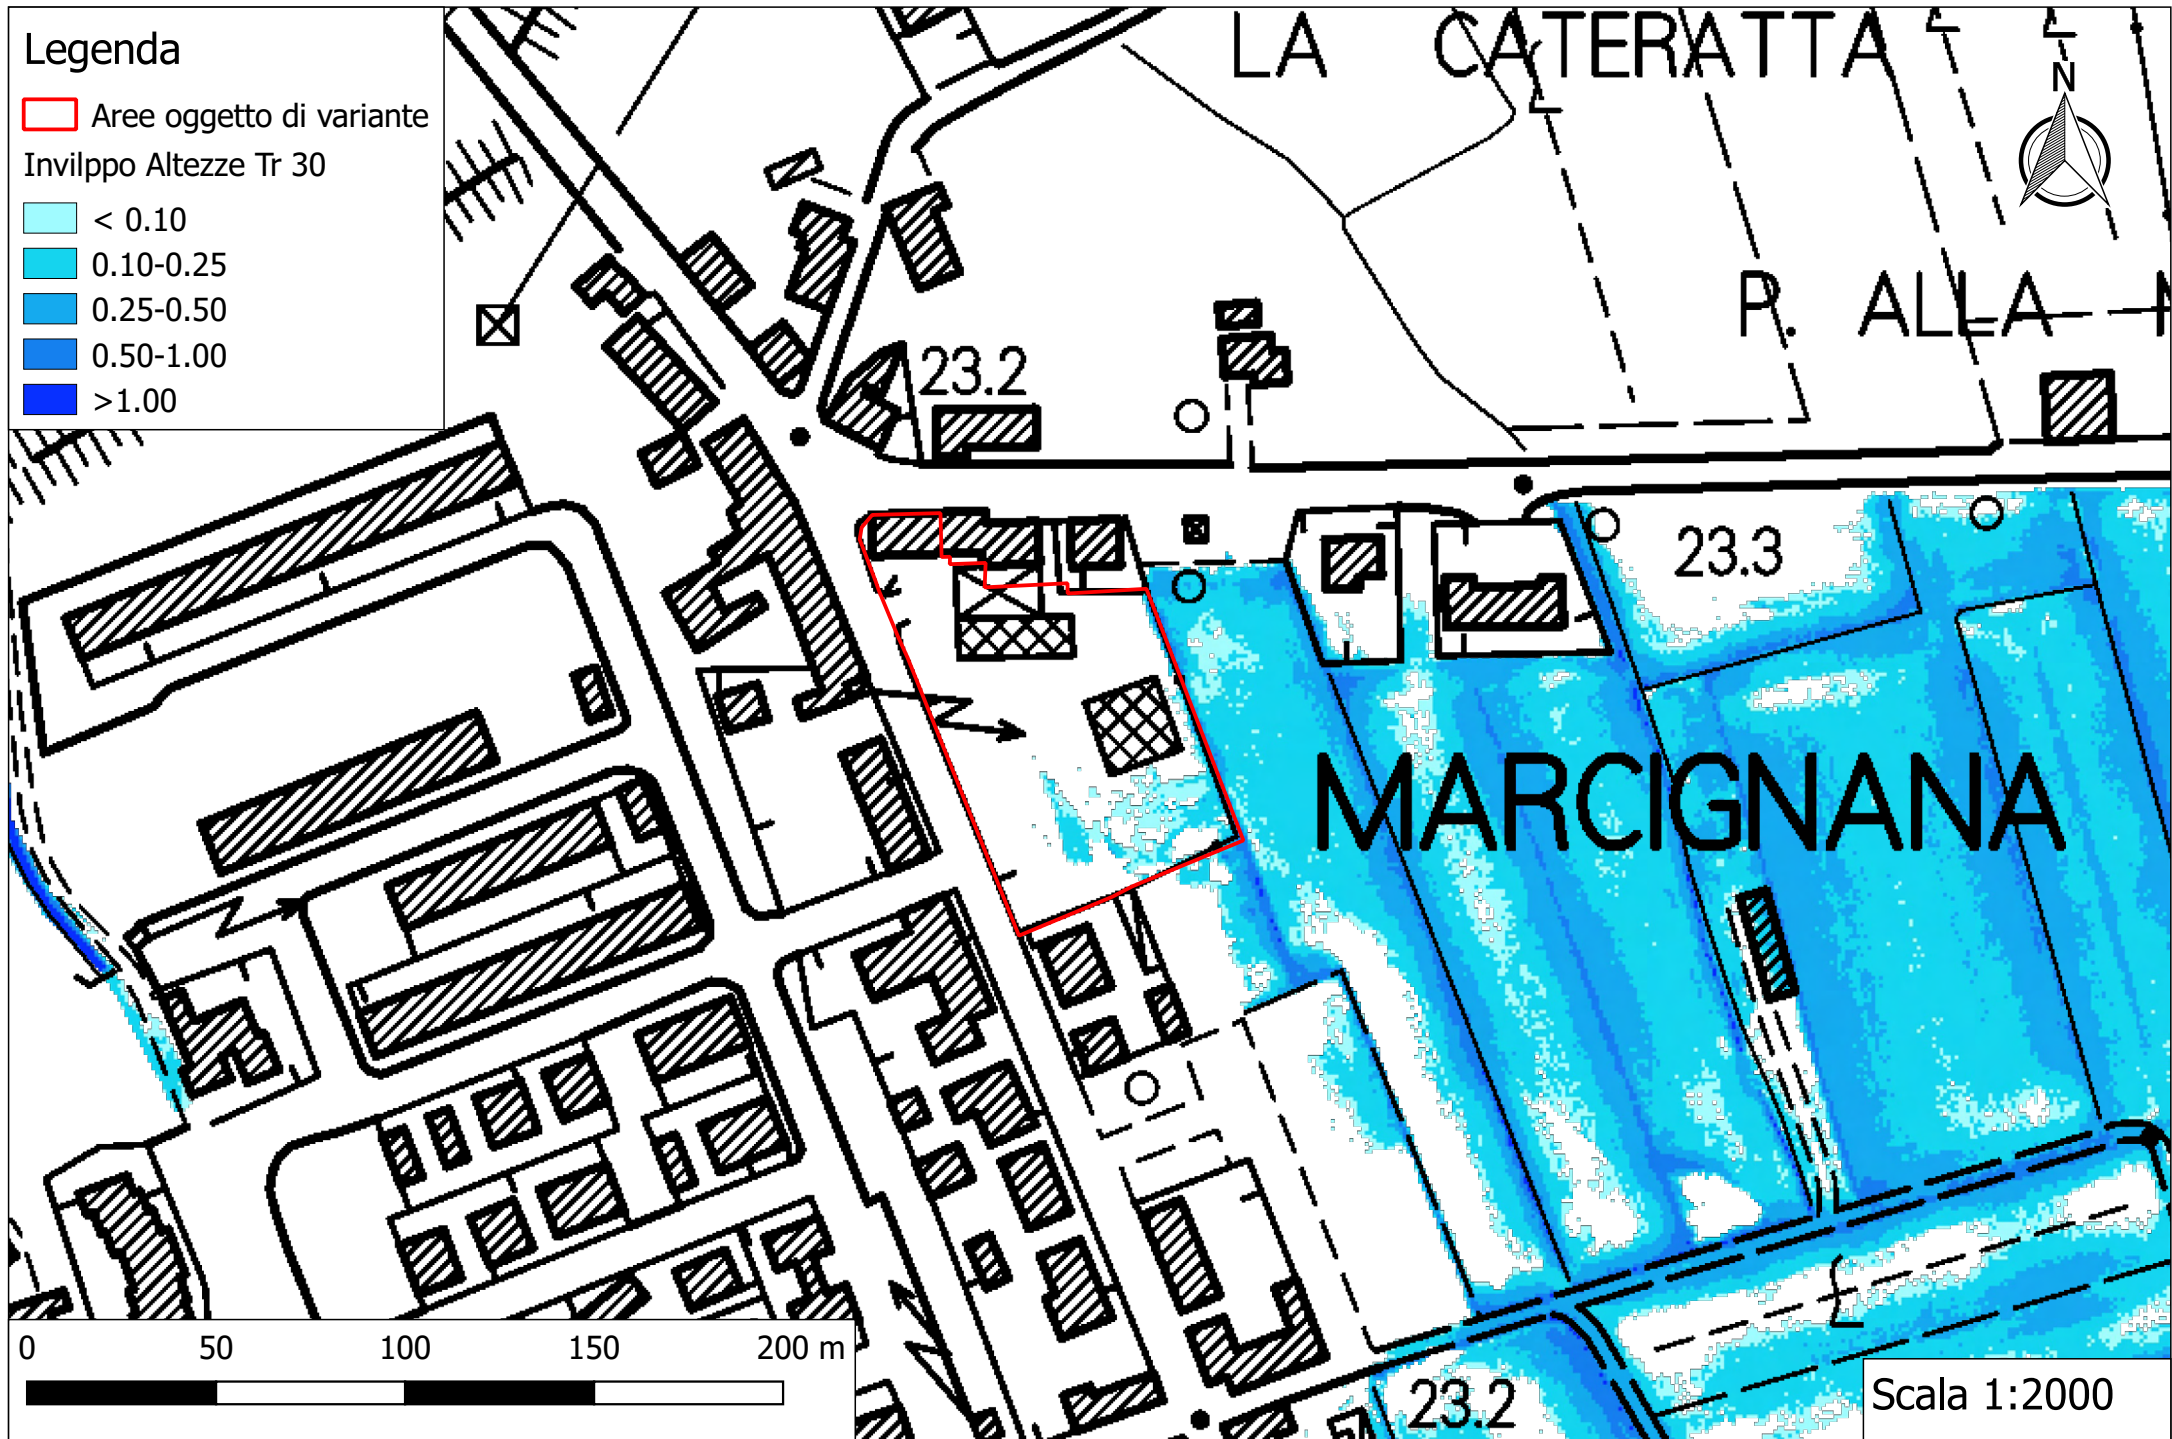 Legenda
Aree oggetto di variante
Invilppo Altezze Tr 30
< 0.10
0.10-0.25
0.25-0.50
0.50-1.00
>1.00
LA CATERATTA
N
P. ALLA
23.2
23.3
MARCIGNANA
23.2
0 50 100 150 200 m
Scala 1:2000